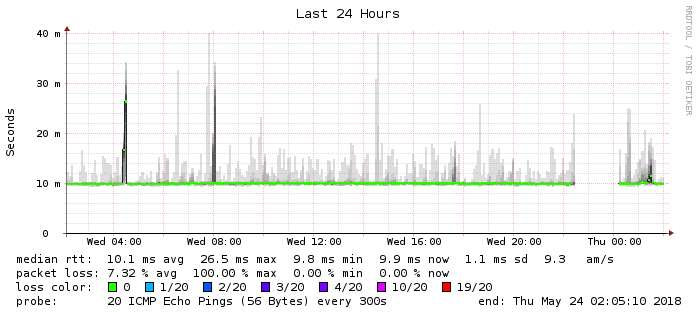 Last 24 Hours
RRDTOOL / TOBI OETIKER
40 m
30 m
20 m
10 m
0
Seconds
Wed 04:00 Wed 08:00 Wed 12:00 Wed 16:00 Wed 20:00 Thu 00:00
median rtt: 10.1 ms avg 26.5 ms max 9.8 ms min 9.9 ms now 1.1 ms sd 9.3 am/s
packet loss: 7.32 % avg 100.00 % max 0.00 % min 0.00 % now
loss color: 0 1/20 2/20 3/20 4/20 10/20 19/20
probe: 20 ICMP Echo Pings (56 Bytes) every 300s end: Thu May 24 02:05:10 2018